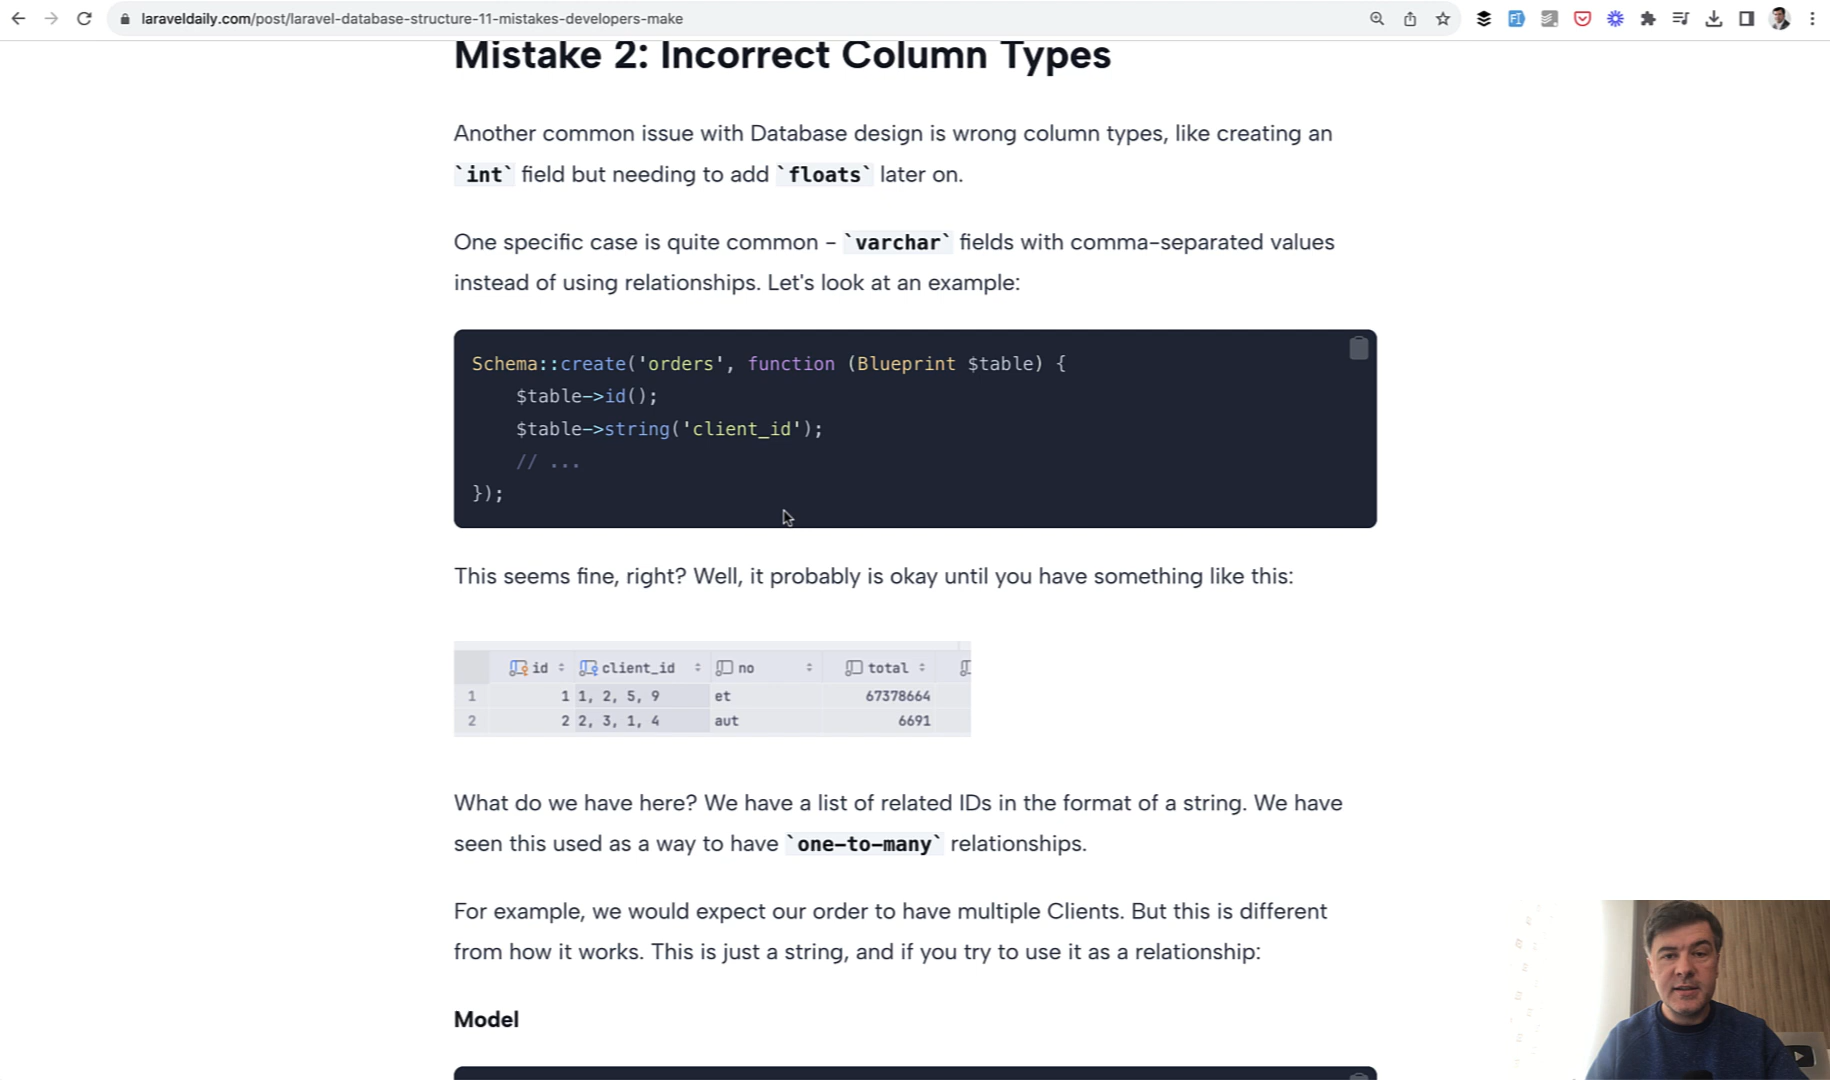 laraveldaily.com/post/laravel-database-structure-11-mistakes-developers-make
Mistake 2: Incorrect Column Types
Another common issue with Database design is wrong column types, like creating an
`int` field but needing to add `floats` later on.
One specific case is quite common - `varchar` fields with comma-separated values
instead of using relationships. Let's look at an example:
Schema::create('orders', function (Blueprint $table) {
    $table->id();
    $table->string('client_id');
    // ...
});
This seems fine, right? Well, it probably is okay until you have something like this:
id client_id no total
1 1 1, 2, 5, 9 et 67378664
2 2 2, 3, 1, 4 aut 6691
What do we have here? We have a list of related IDs in the format of a string. We have
seen this used as a way to have `one-to-many` relationships.
For example, we would expect our order to have multiple Clients. But this is different
from how it works. This is just a string, and if you try to use it as a relationship:
Model